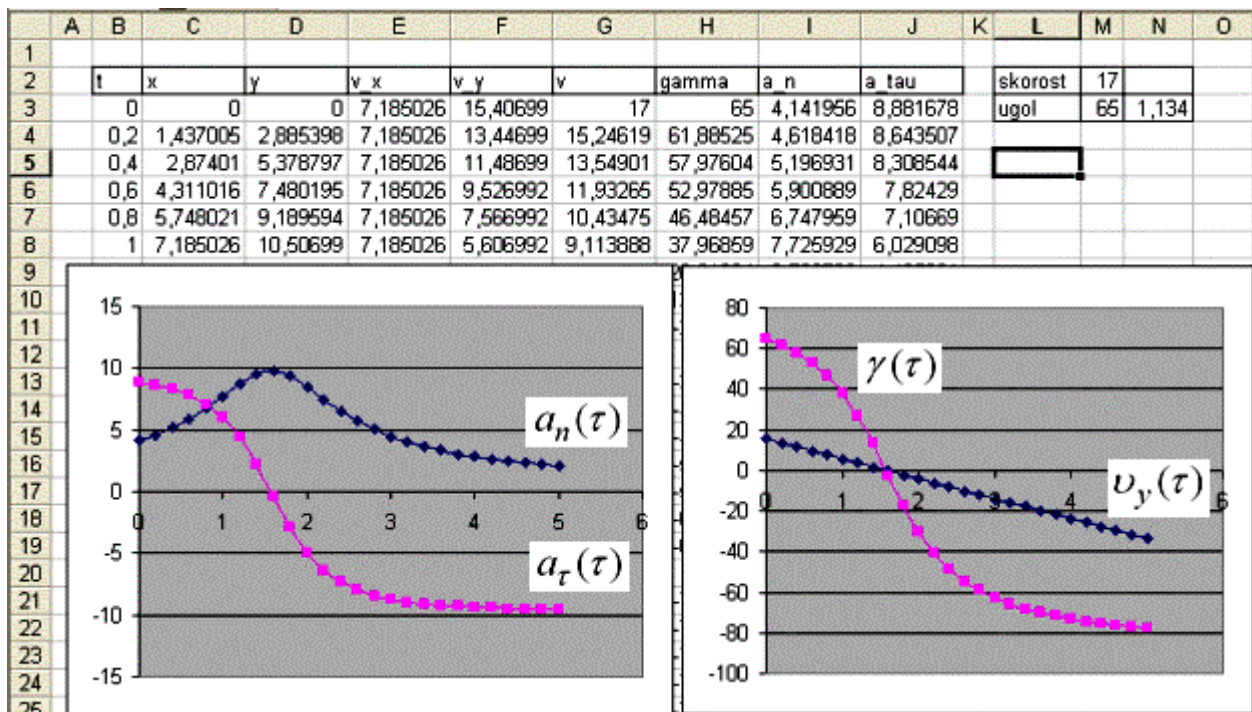 A B C D E F G H I J K L M N O
1
2 t x y v_x v_y v gamma a_n a_tau skorost 17
3 0 0 0 7,185026 15,40699 17 65 4,141956 8,881678 ugol 65 1,134
4 0,2 1,437005 2,885398 7,185026 13,44699 15,24619 61,88525 4,618418 8,643507
5 0,4 2,87401 5,378797 7,185026 11,48699 13,54901 57,97604 5,196931 8,308544
6 0,6 4,311016 7,480195 7,185026 9,526992 11,93265 52,97885 5,900889 7,82429
7 0,8 5,748021 9,189594 7,185026 7,566992 10,43475 46,48457 6,747959 7,10669
8 1 7,185026 10,50699 7,185026 5,606992 9,113888 37,96859 7,725929 6,029098
9
10
11
12
13
14
15
16
17
18
19
20
21
22
23
24
25
15
10
5
0
-5
-10
-15
0 1 2 3 4 5 6
a_n(τ)
a_τ(τ)
80
60
40
20
0
-20
-40
-60
-80
-100
0 1 2 3 4 6
γ(τ)
υ_y(τ)